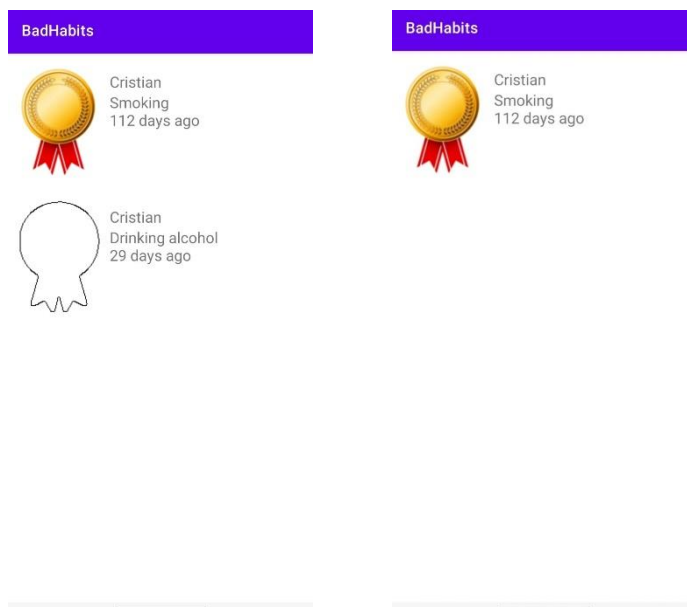 BadHabits
Cristian
Smoking
112 days ago
Cristian
Drinking alcohol
29 days ago
BadHabits
Cristian
Smoking
112 days ago